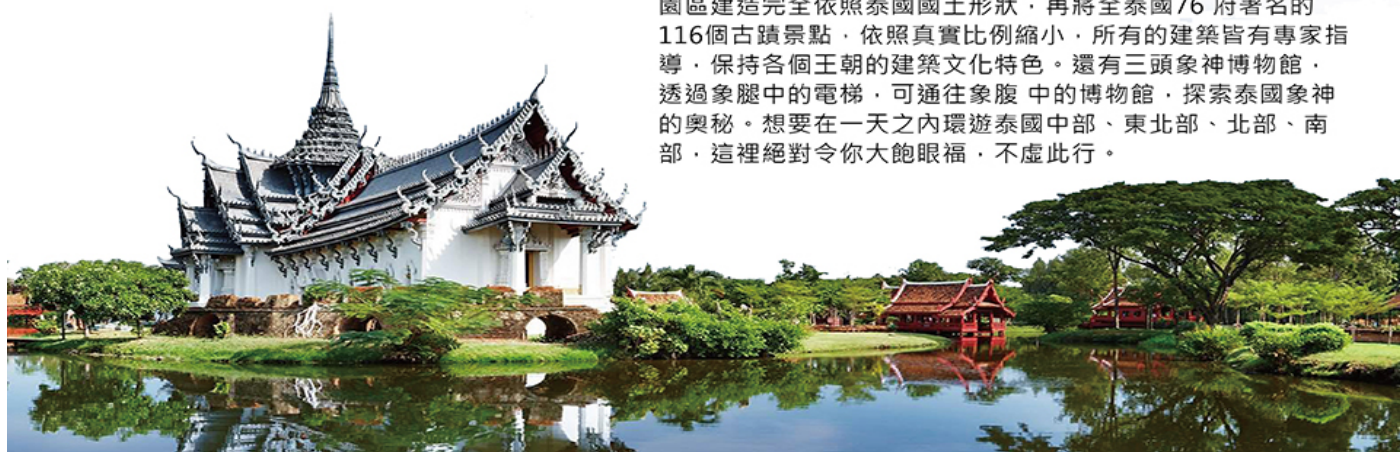 園區建造完全依照泰國國土形狀，再將全泰國76 府著名的
116個古蹟景點，依照真實比例縮小，所有的建築皆有專家指
導，保持各個王朝的建築文化特色。還有三頭象神博物館，
透過象腿中的電梯，可通往象腹 中的博物館，探索泰國象神
的奧秘。想要在一天之內環遊泰國中部、東北部、北部、南
部，這裡絕對令你大飽眼福，不虛此行。